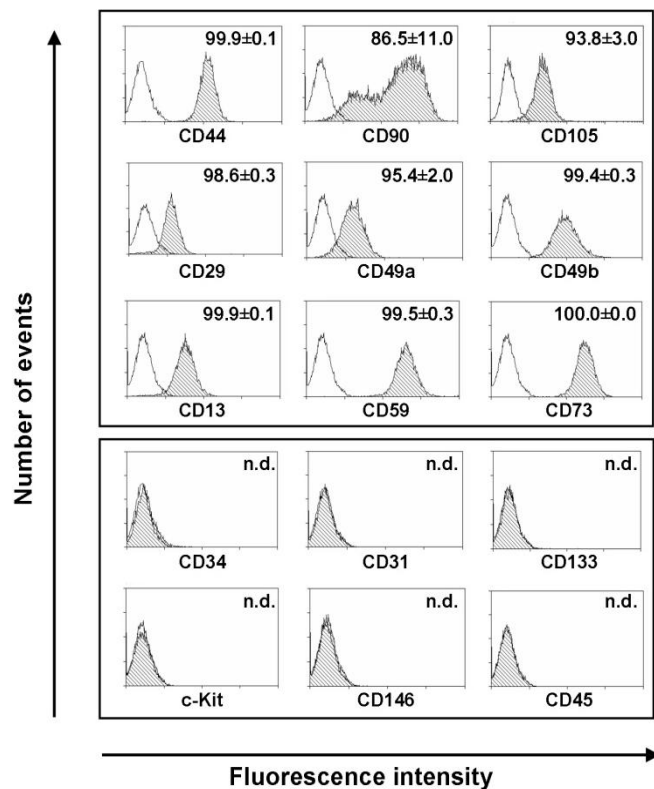 Number of events
99.9±0.1
CD44
86.5±11.0
CD90
93.8±3.0
CD105
98.6±0.3
CD29
95.4±2.0
CD49a
99.4±0.3
CD49b
99.9±0.1
CD13
99.5±0.3
CD59
100.0±0.0
CD73
n.d.
CD34
n.d.
CD31
n.d.
CD133
n.d.
c-Kit
n.d.
CD146
n.d.
CD45
Fluorescence intensity